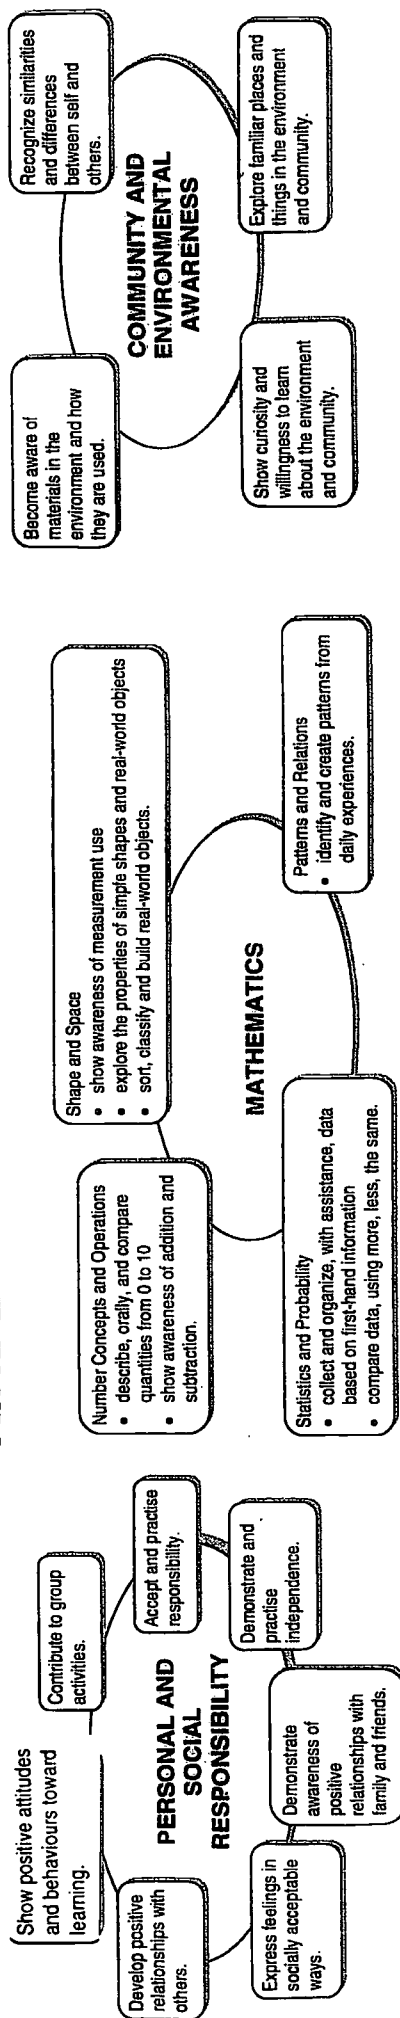 Show positive attitudes
and behaviours toward
learning.
Contribute to group
activities.
Accept and practise
responsibility.
Demonstrate and
practise
independence.
Demonstrate
awareness of
positive
relationships with
family and friends.
Express feelings in
socially acceptable
ways.
Develop positive
relationships with
others.
PERSONAL AND
SOCIAL
RESPONSIBILITY
Number Concepts and Operations
• describe, orally, and compare
quantities from 0 to 10
• show awareness of addition and
subtraction.
Shape and Space
• show awareness of measurement use
• explore the properties of simple shapes and real-world objects
• sort, classify and build real-world objects.
MATHEMATICS
Statistics and Probability
• collect and organize, with assistance, data
based on first-hand information
• compare data, using more, less, the same.
Patterns and Relations
• identify and create patterns from
daily experiences.
Become aware of
materials in the
environment and how
they are used.
Recognize similarities
and differences
between self and
others.
COMMUNITY AND
ENVIRONMENTAL
AWARENESS
Show curiosity and
willingness to learn
about the environment
and community.
Explore familiar places and
things in the environment
and community.